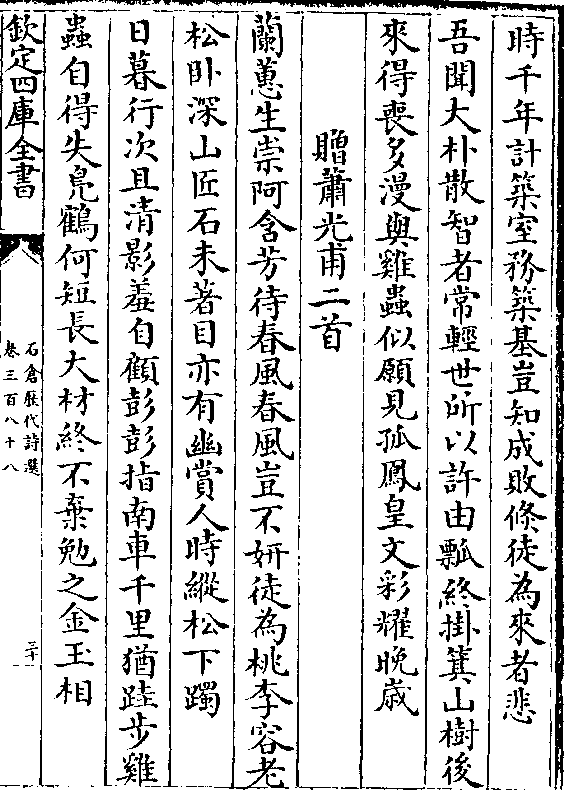 時千年計築室務築基豈知成敗倐徒為來者悲
吾聞大朴散智者常輕世所以許由瓢終掛箕山樹後
來得喪多漫與雞蟲似願見孤鳳皇文彩耀晚歳
贈蕭光甫二首
蘭蕙生崇阿含芳待春風春風豈不妍徒為桃李容老
松卧深山匠石未著目亦有幽賞人時縱松下躅
日暮行次且清影羞自顧彭彭指南車千里猶跬步雞
蟲自得失鳬鶴何短長大材終不棄勉之金玉相
欽定四庫全書
石倉歴代詩選
卷三百八十八
二十